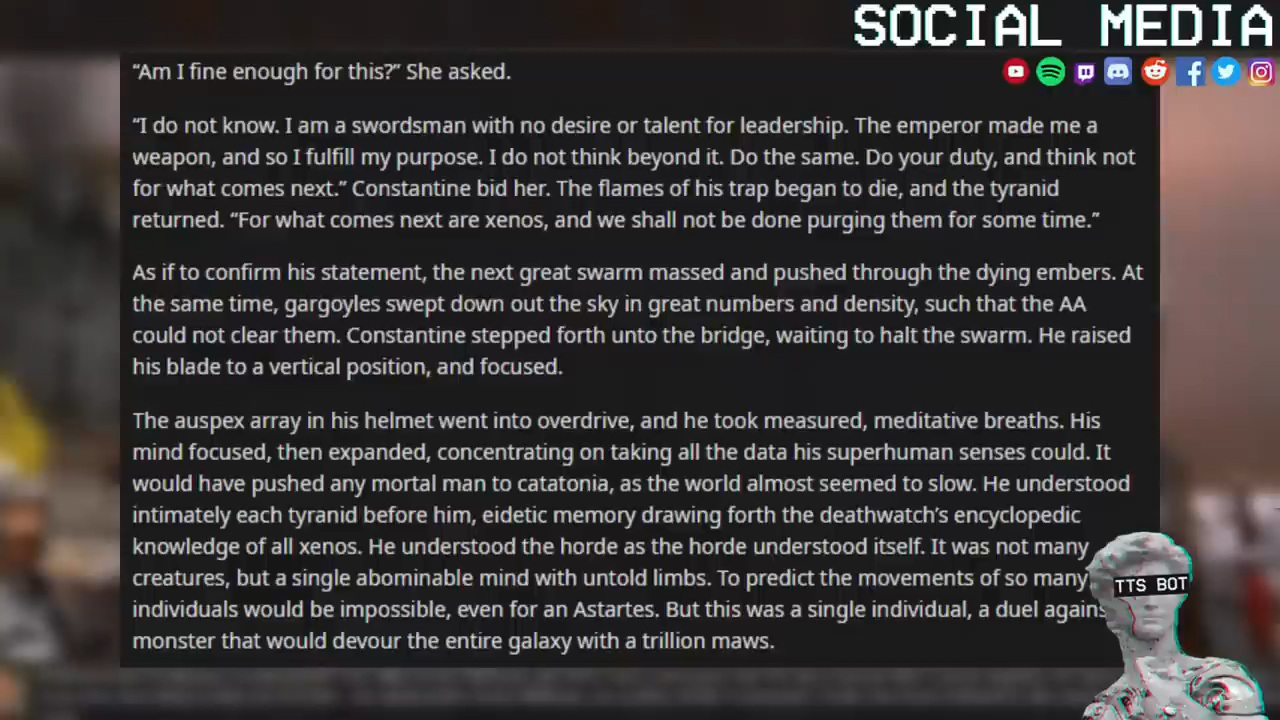 SOCIAL MEDIA
“Am I fine enough for this?” She asked.
“I do not know. I am a swordsman with no desire or talent for leadership. The emperor made me a
weapon, and so I fulfill my purpose. I do not think beyond it. Do the same. Do your duty, and think not
for what comes next.” Constantine bid her. The flames of his trap began to die, and the tyranid
returned. “For what comes next are xenos, and we shall not be done purging them for some time.”
As if to confirm his statement, the next great swarm massed and pushed through the dying embers. At
the same time, gargoyles swept down out the sky in great numbers and density, such that the AA
could not clear them. Constantine stepped forth unto the bridge, waiting to halt the swarm. He raised
his blade to a vertical position, and focused.
The auspex array in his helmet went into overdrive, and he took measured, meditative breaths. His
mind focused, then expanded, concentrating on taking all the data his superhuman senses could. It
would have pushed any mortal man to catatonia, as the world almost seemed to slow. He understood
intimately each tyranid before him, eidetic memory drawing forth the deathwatch’s encyclopedic
knowledge of all xenos. He understood the horde as the horde understood itself. It was not many
creatures, but a single abominable mind with untold limbs. To predict the movements of so many
individuals would be impossible, even for an Astartes. But this was a single individual, a duel agains
monster that would devour the entire galaxy with a trillion maws.
TTS BOT